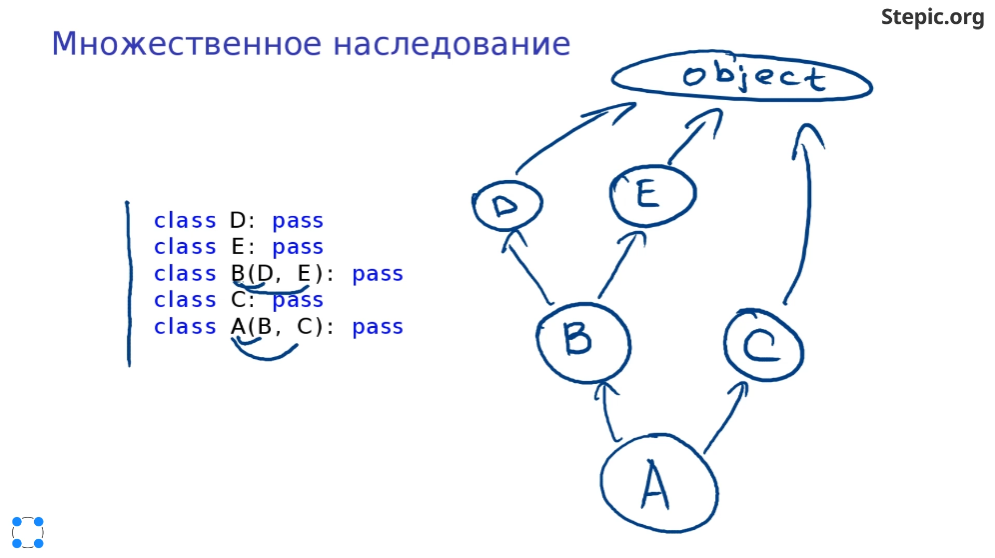 Stepic.org
Множественное наследование
object
D
E
class D: pass
class E: pass
class B(D, E): pass
class C: pass
class A(B, C): pass
B
C
A